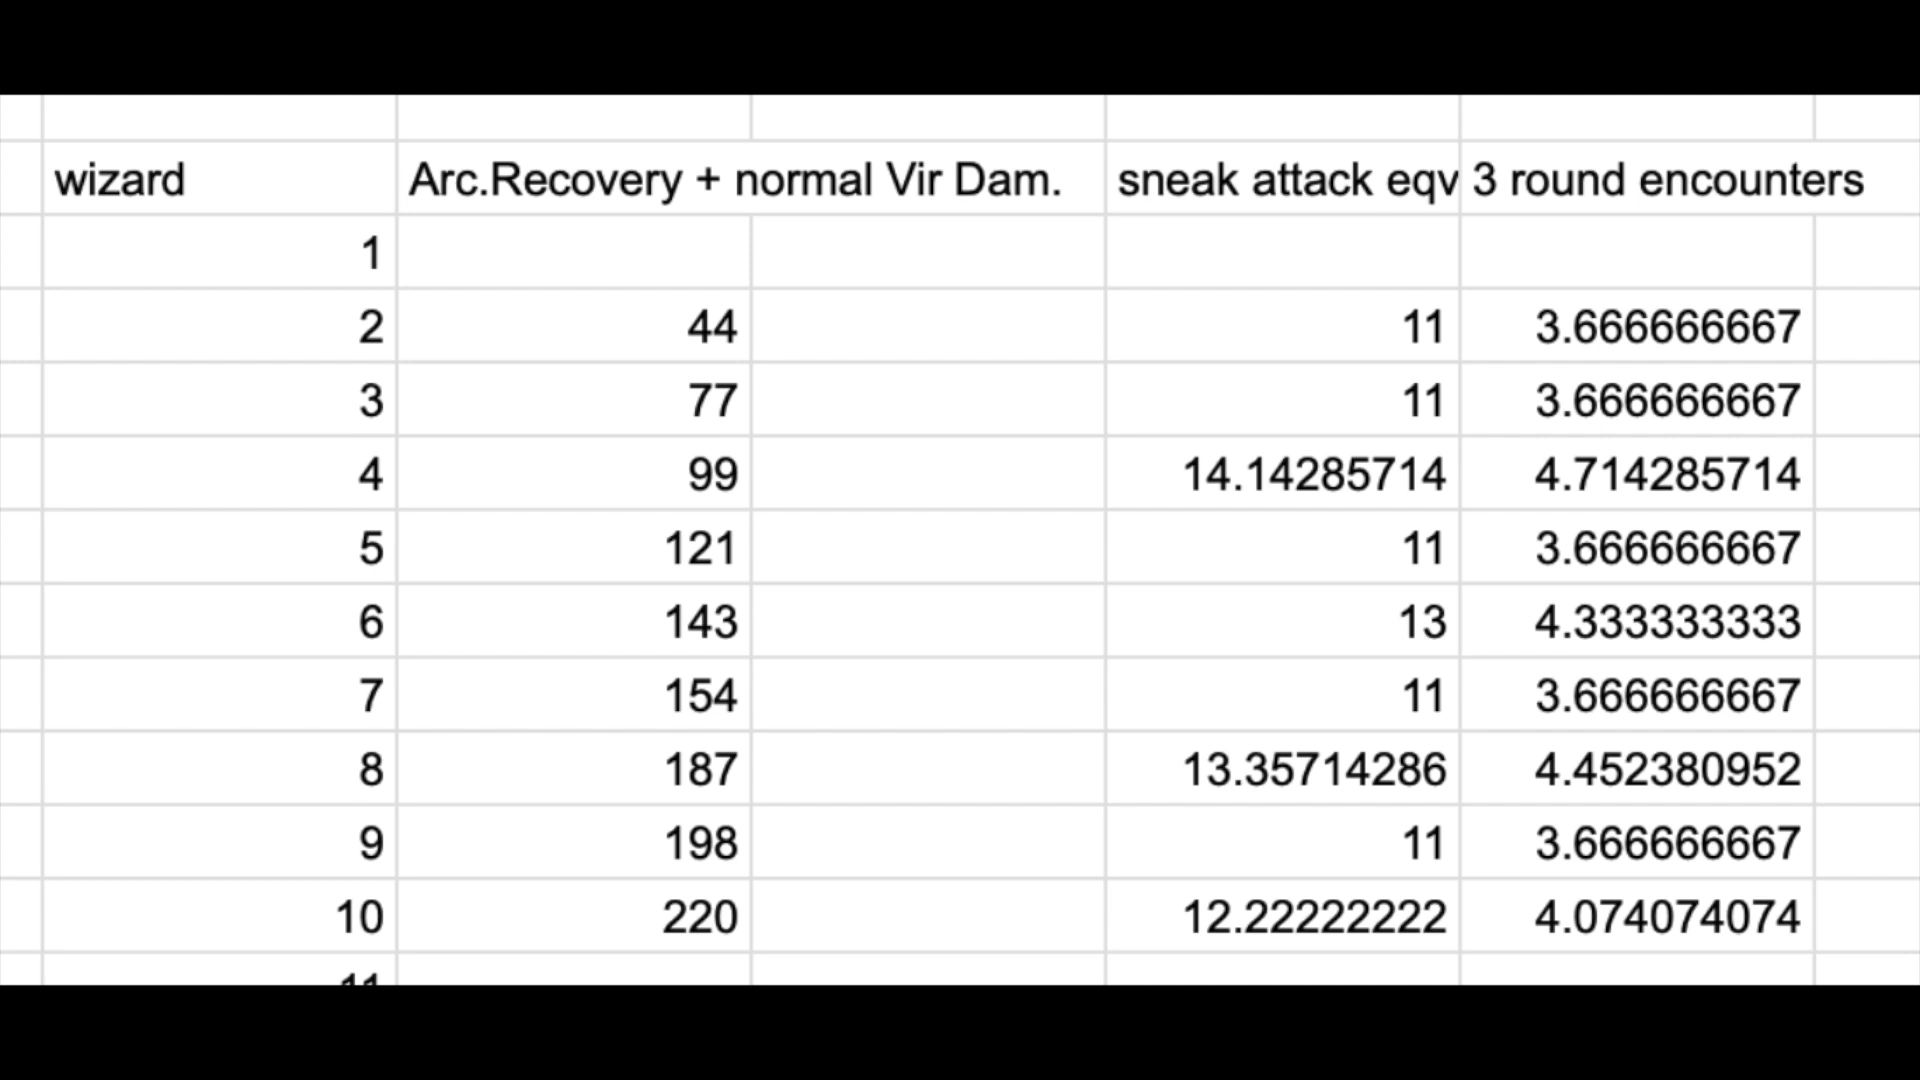 wizard Arc.Recovery + normal Vir Dam. sneak attack eqv 3 round encounters
1
2 44 11 3.666666667
3 77 11 3.666666667
4 99 14.14285714 4.714285714
5 121 11 3.666666667
6 143 13 4.333333333
7 154 11 3.666666667
8 187 13.35714286 4.452380952
9 198 11 3.666666667
10 220 12.22222222 4.074074074